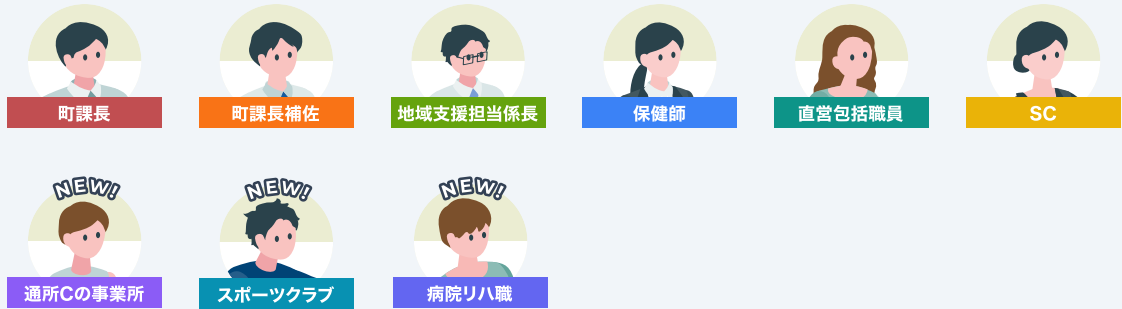 町課長
町課長補佐
地域支援担当係長
保健師
直営包括職員
SC
NEW!
NEW!
NEW!
通所Cの事業所
スポーツクラブ
病院リハ職